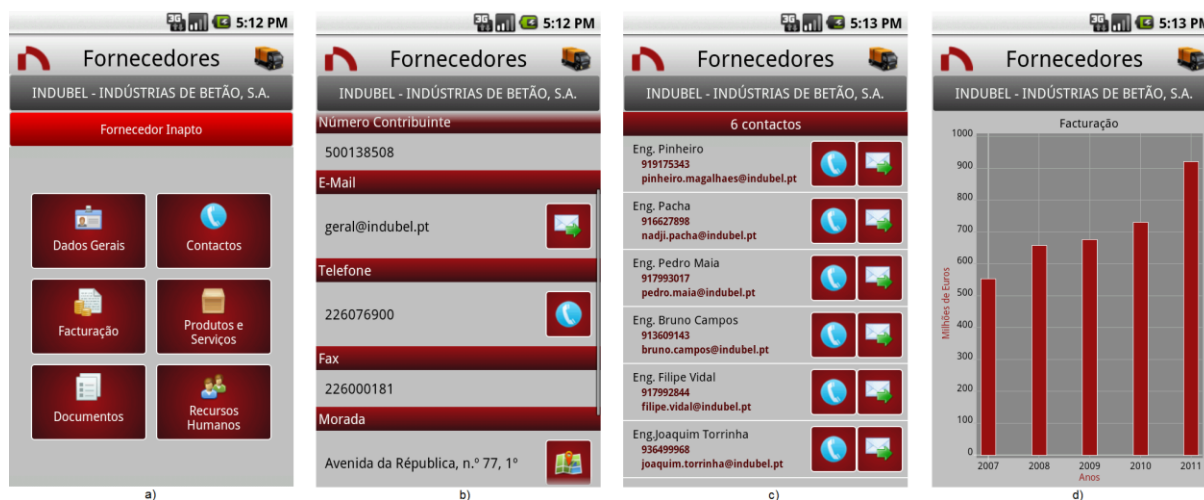 3G 5:12 PM
Fornecedores
INDUBEL - INDÚSTRIAS DE BETÃO, S.A.
Fornecedor Inapto
Dados Gerais
Contactos
Facturação
Produtos e
Serviços
Documentos
Recursos
Humanos
a)
3G 5:12 PM
Fornecedores
INDUBEL - INDÚSTRIAS DE BETÃO, S.A.
Número Contribuinte
500138508
E-Mail
geral@indubel.pt
Telefone
226076900
Fax
226000181
Morada
Avenida da Républica, n.º 77, 1º
b)
3G 5:13 PM
Fornecedores
INDUBEL - INDÚSTRIAS DE BETÃO, S.A.
6 contactos
Eng. Pinheiro
919175343
pinheiro.magalhaes@indubel.pt
Eng. Pacha
916627898
nadji.pacha@indubel.pt
Eng. Pedro Maia
917993017
pedro.maia@indubel.pt
Eng. Bruno Campos
913609143
bruno.campos@indubel.pt
Eng. Filipe Vidal
917992844
filipe.vidal@indubel.pt
Eng.Joaquim Torrinha
936499968
joaquim.torrinha@indubel.pt
c)
3G 5:13 PM
Fornecedores
INDUBEL - INDÚSTRIAS DE BETÃO, S.A.
Facturação
1000
900
800
700
600
500
400
300
200
100
0
Milhões de Euros
2007 2008 2009 2010 2011
Anos
d)